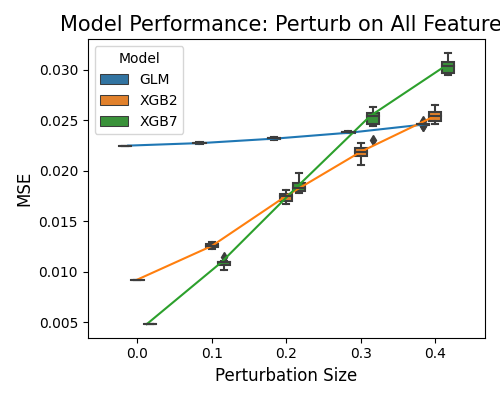 Model Performance: Perturb on All Feature
Model
GLM
XGB2
XGB7
0.030
0.025
0.020
0.015
0.010
0.005
MSE
0.0 0.1 0.2 0.3 0.4
Perturbation Size